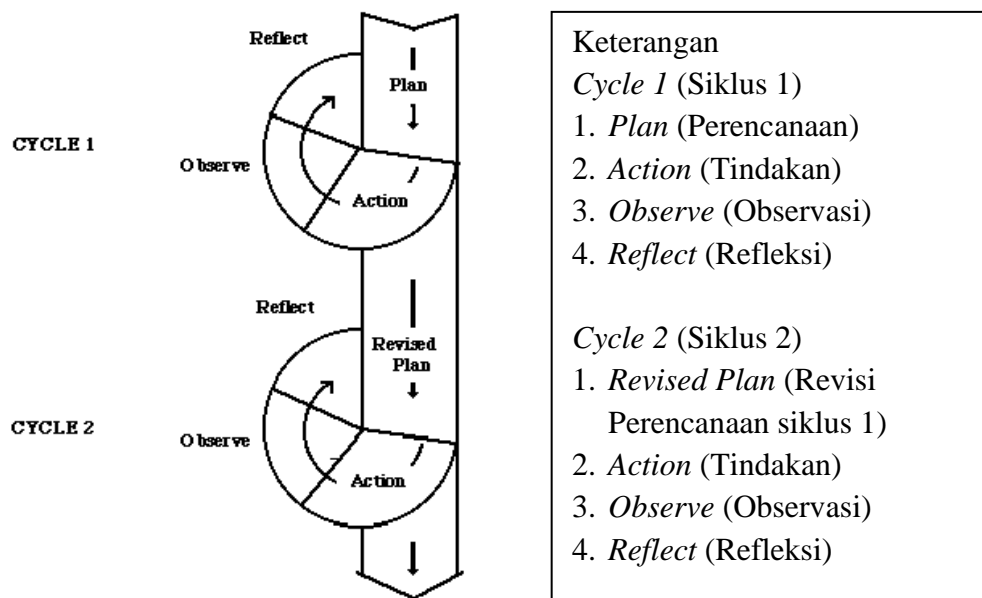 Reflect
Plan
CYCLE 1
Observe
Action
Reflect
Revised
Plan
CYCLE 2
Observe
Action
Keterangan
Cycle 1 (Siklus 1)
1. Plan (Perencanaan)
2. Action (Tindakan)
3. Observe (Observasi)
4. Reflect (Refleksi)
Cycle 2 (Siklus 2)
1. Revised Plan (Revisi
Perencanaan siklus 1)
2. Action (Tindakan)
3. Observe (Observasi)
4. Reflect (Refleksi)